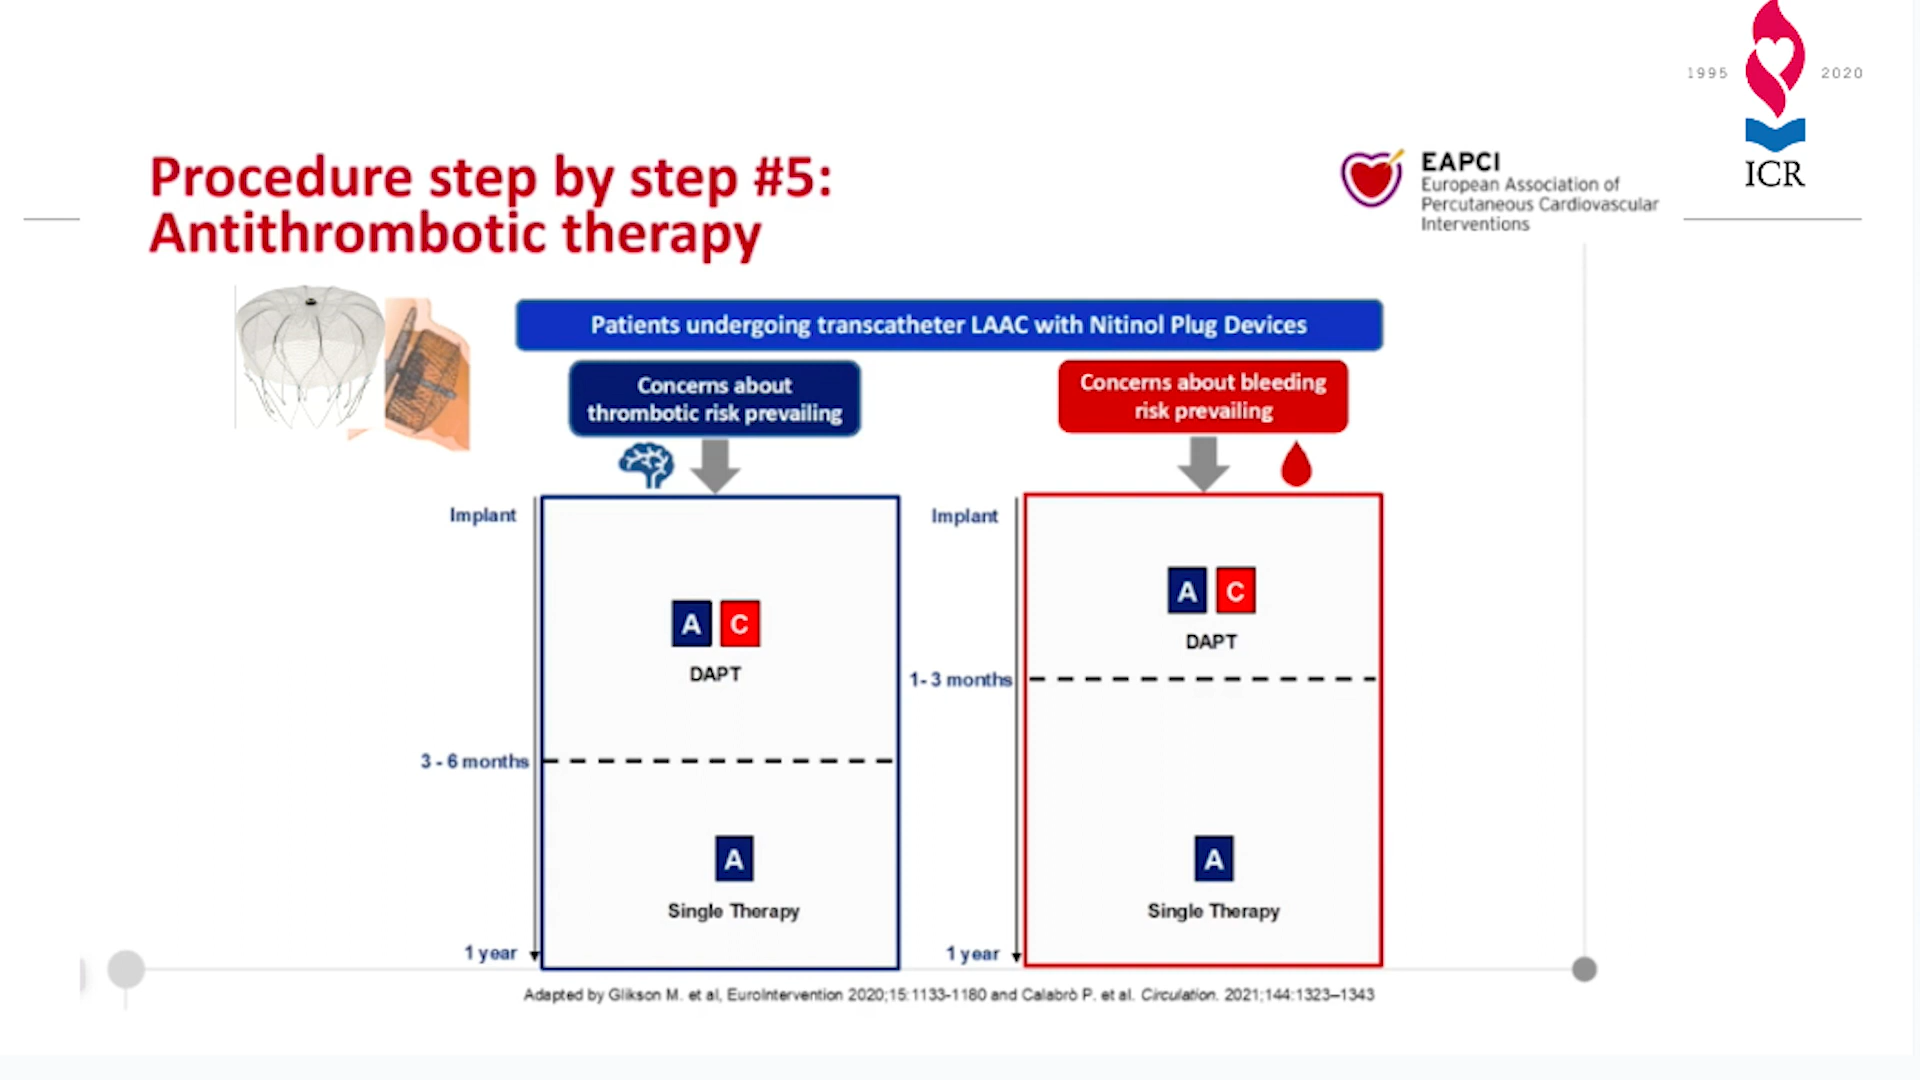 1995
2020
ICR
Procedure step by step #5:
Antithrombotic therapy
EAPCI
European Association of
Percutaneous Cardiovascular
Interventions
Patients undergoing transcatheter LAAC with Nitinol Plug Devices
Concerns about
thrombotic risk prevailing
Concerns about bleeding
risk prevailing
Implant
A C
DAPT
3 - 6 months
A
Single Therapy
1 year
Implant
A C
DAPT
1- 3 months
A
Single Therapy
1 year
Adapted by Glikson M. et al, EuroIntervention 2020;15:1133-1180 and Calabrò P. et al. Circulation. 2021;144:1323–1343